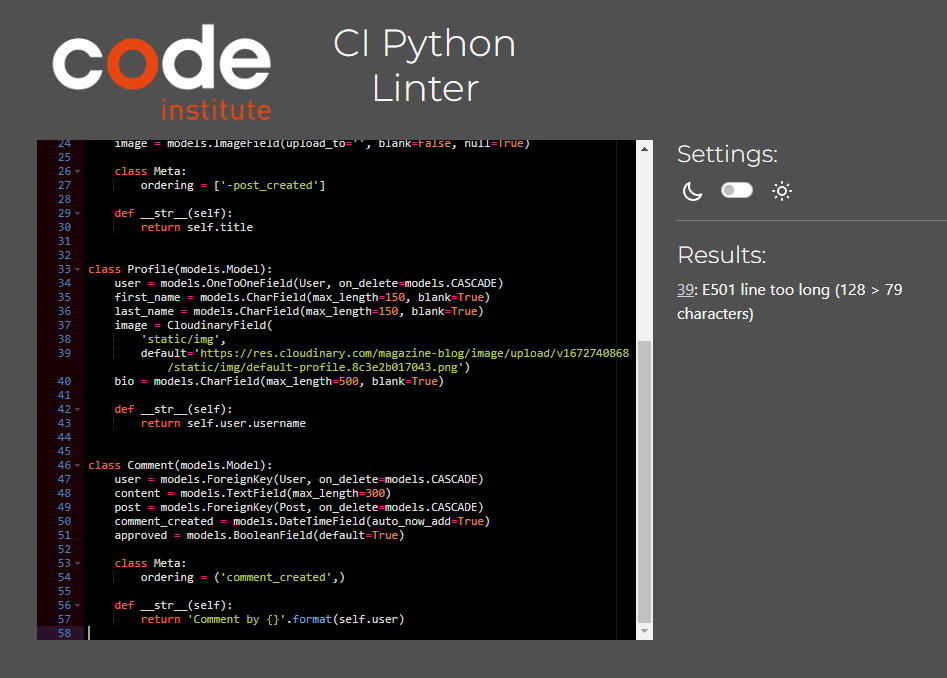 code
institute
CI Python
Linter
24 image = models.ImageField(upload_to='', blank=False, null=True)
25
26 class Meta:
27 ordering = ['-post_created']
28
29 def __str__(self):
30 return self.title
31
32
33 class Profile(models.Model):
34 user = models.OneToOneField(User, on_delete=models.CASCADE)
35 first_name = models.CharField(max_length=150, blank=True)
36 last_name = models.CharField(max_length=150, blank=True)
37 image = CloudinaryField(
38 'static/img',
39 default='https://res.cloudinary.com/magazine-blog/image/upload/v1672740868
/static/img/default-profile.8c3e2b017043.png')
40 bio = models.CharField(max_length=500, blank=True)
41
42 def __str__(self):
43 return self.user.username
44
45
46 class Comment(models.Model):
47 user = models.ForeignKey(User, on_delete=models.CASCADE)
48 content = models.TextField(max_length=300)
49 post = models.ForeignKey(Post, on_delete=models.CASCADE)
50 comment_created = models.DateTimeField(auto_now_add=True)
51 approved = models.BooleanField(default=True)
52
53 class Meta:
54 ordering = ('comment_created',)
55
56 def __str__(self):
57 return 'Comment by {}'.format(self.user)
58
Settings:
Results:
39: E501 line too long (128 > 79
characters)